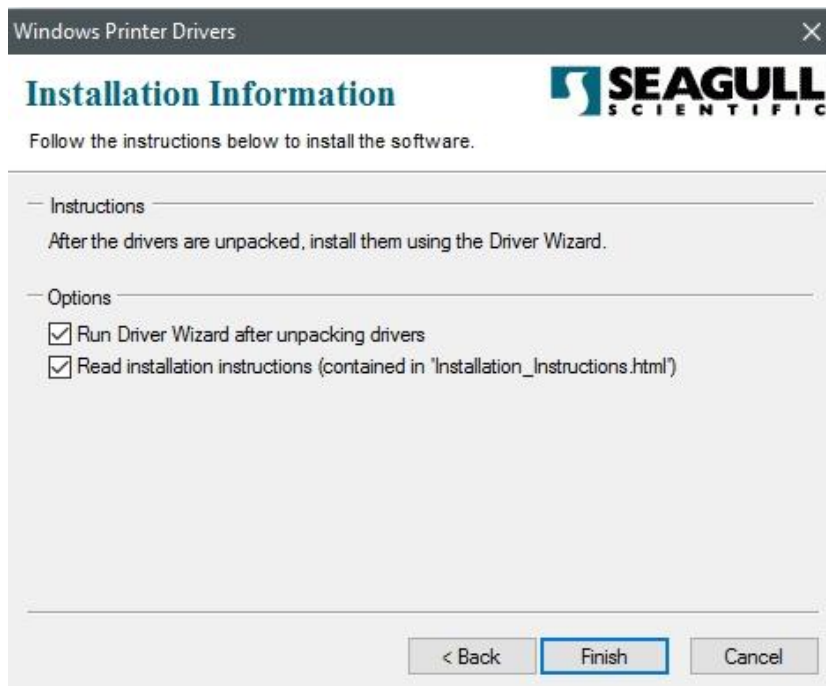 Windows Printer Drivers
Installation Information
SEAGULL
SCIENTIFIC
Follow the instructions below to install the software.
Instructions
After the drivers are unpacked, install them using the Driver Wizard.
Options
Run Driver Wizard after unpacking drivers
Read installation instructions (contained in 'Installation_Instructions.html')
< Back
Finish
Cancel